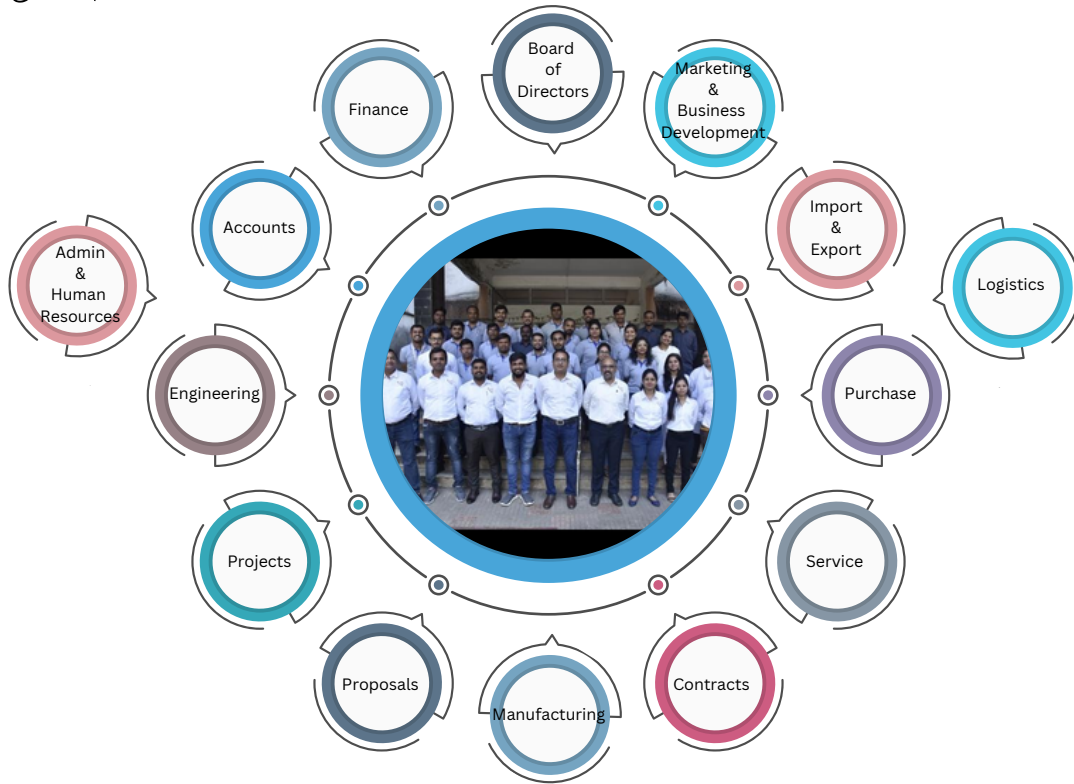 Board
of
Directors
Marketing
&
Business
Development
Import
&
Export
Logistics
Purchase
Service
Contracts
Manufacturing
Proposals
Projects
Engineering
Admin
&
Human
Resources
Accounts
Finance